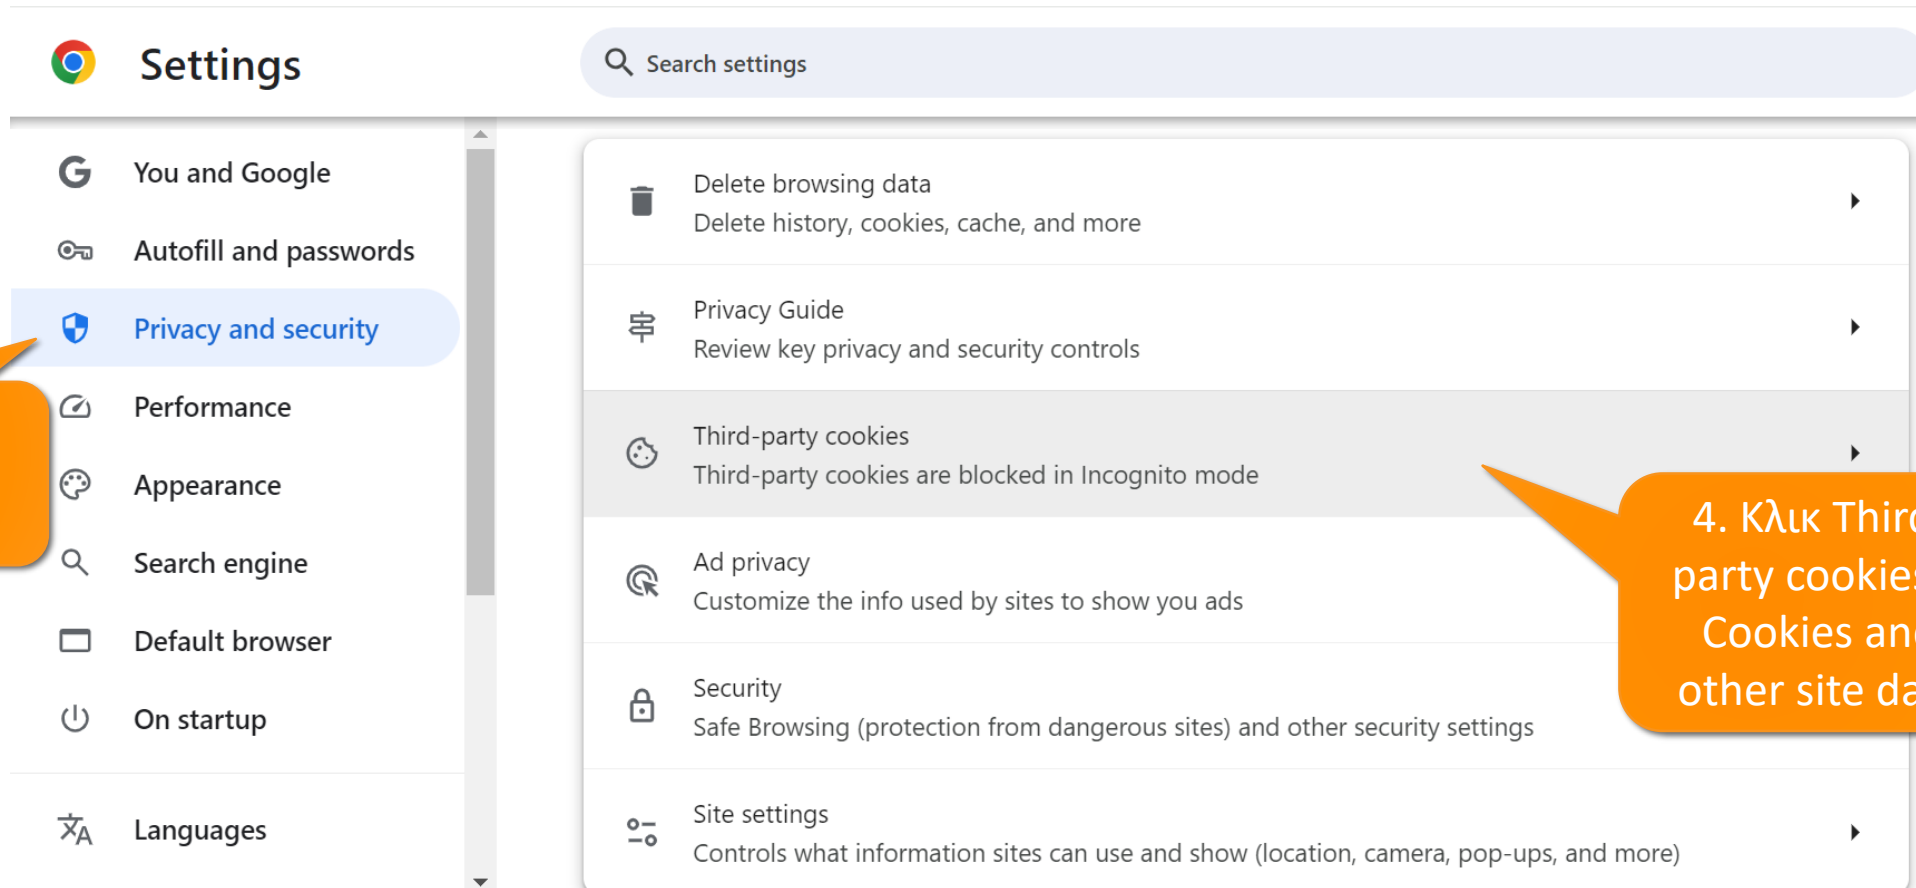 Settings
Search settings
You and Google
Autofill and passwords
Privacy and security
Performance
Appearance
Search engine
Default browser
On startup
Languages
Delete browsing data
Delete history, cookies, cache, and more
Privacy Guide
Review key privacy and security controls
Third-party cookies
Third-party cookies are blocked in Incognito mode
Ad privacy
Customize the info used by sites to show you ads
Security
Safe Browsing (protection from dangerous sites) and other security settings
Site settings
Controls what information sites can use and show (location, camera, pop-ups, and more)
4. Κλικ
party cookies
Cookies
other site